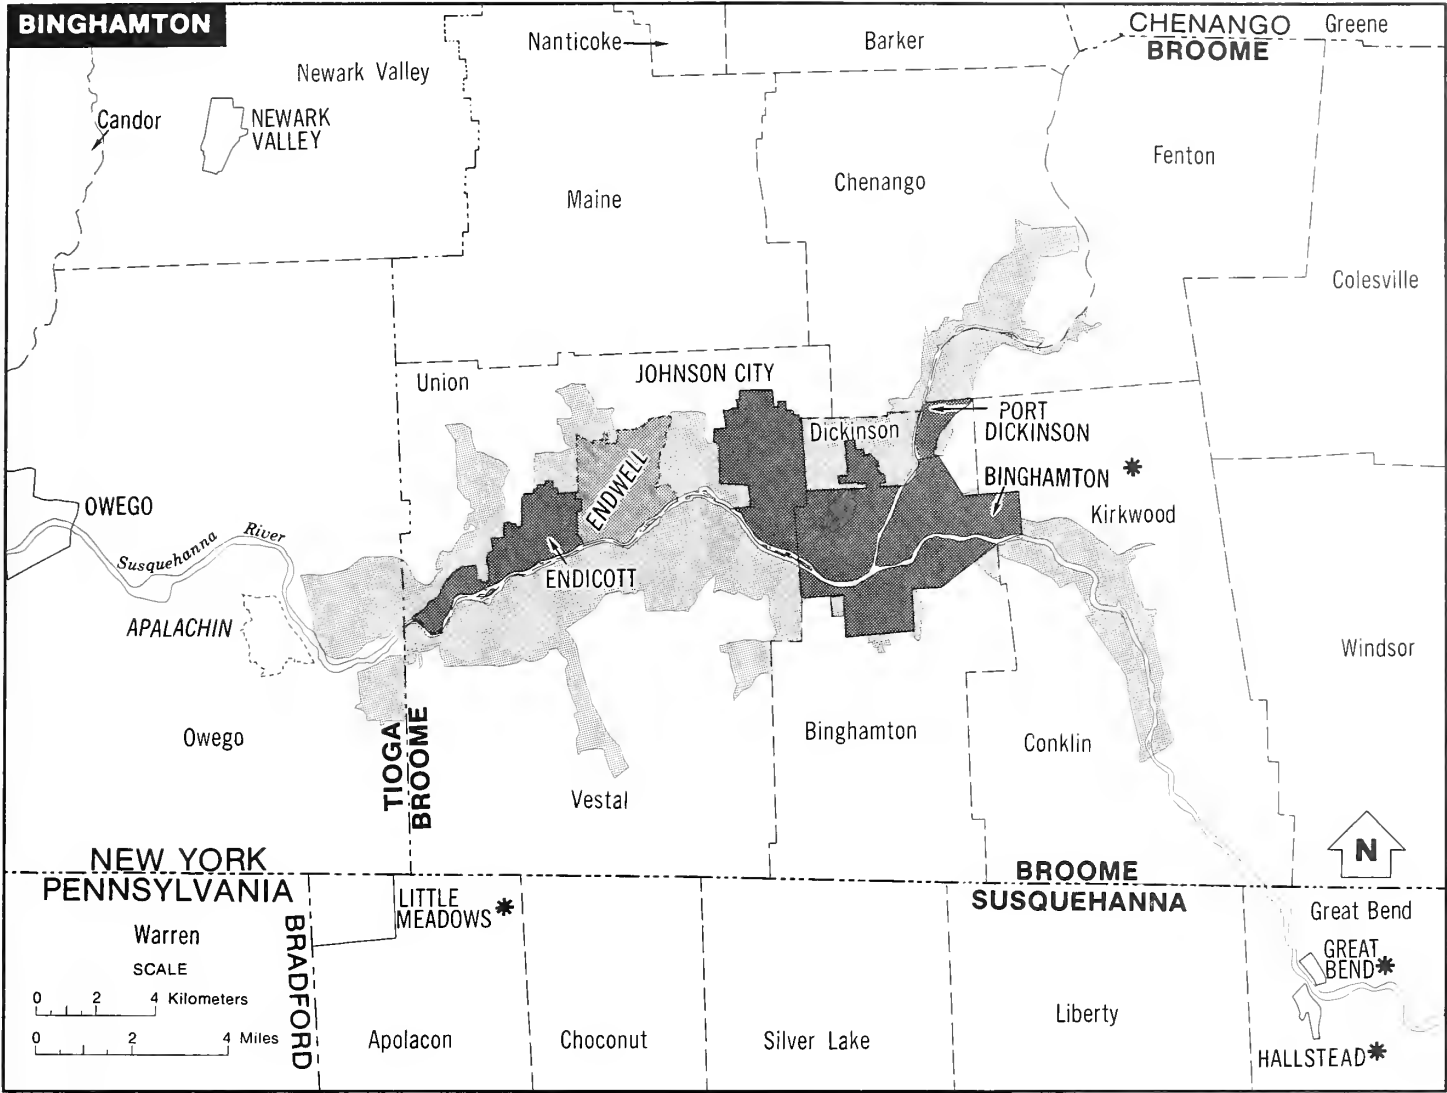 BINGHAMTON
CHENANGO
BROOME
Greene
Nanticoke
Barker
Newark Valley
Candor
NEWARK
VALLEY
Fenton
Chenango
Maine
Colesville
Union
JOHNSON CITY
PORT
DICKINSON
Dickinson
BINGHAMTON *
ENDWELL
OWEGO
Kirkwood
Susquehanna River
ENDICOTT
APALACHIN
Windsor
Owego
TIOGA
BROOME
Binghamton
Conklin
Vestal
N
NEW YORK
PENNSYLVANIA
BROOME
SUSQUEHANNA
LITTLE
MEADOWS *
Great Bend
Warren
BRADFORD
GREAT
BEND *
SCALE
0 2 4 Kilometers
0 2 4 Miles
Apolacon
Choconut
Silver Lake
Liberty
HALLSTEAD *